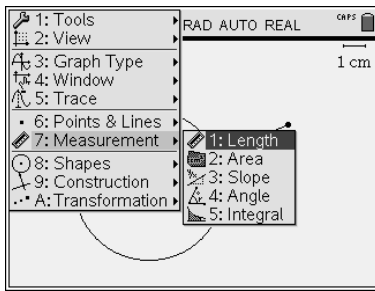 1: Tools
2: View
3: Graph Type
4: Window
5: Trace
6: Points & Lines
7: Measurement
8: Shapes
9: Construction
A: Transformation
RAD AUTO REAL
CAPS
1 cm
1: Length
2: Area
3: Slope
4: Angle
5: Integral